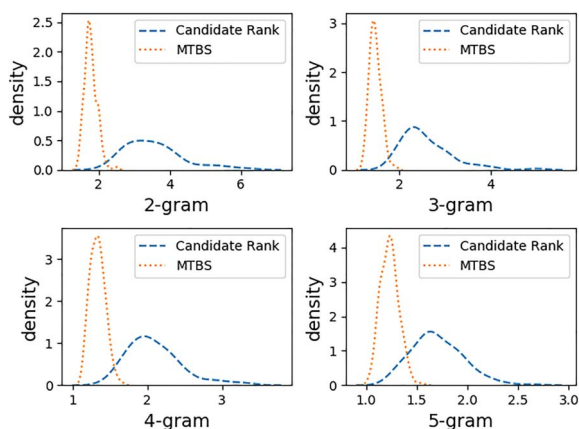 density
2.5
2.0
1.5
1.0
0.5
0.0
2
4
6
2-gram
Candidate Rank
MTBS
density
3
2
1
0
2
4
3-gram
Candidate Rank
MTBS
density
3
2
1
0
1
2
3
4-gram
Candidate Rank
MTBS
density
4
3
2
1
0
1.0
1.5
2.0
2.5
3.0
5-gram
Candidate Rank
MTBS